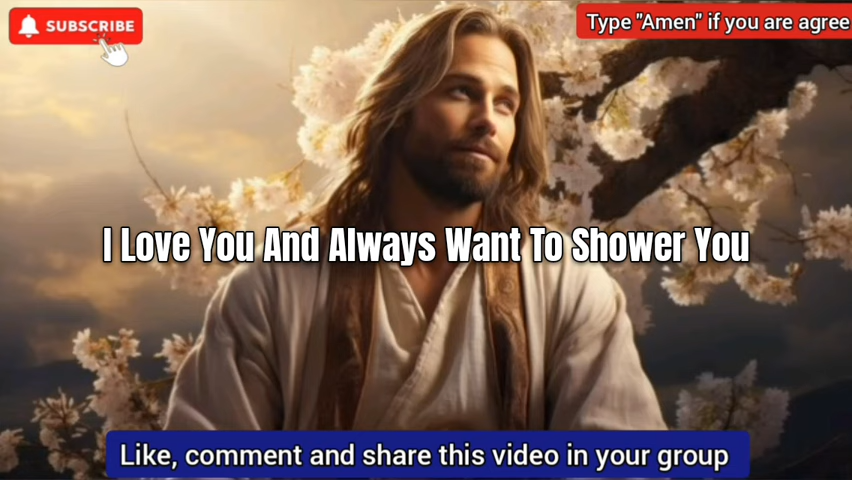 SUBSCRIBE
Type "Amen" if you are agree
I Love You And Always Want To Shower You
Like, comment and share this video in your group